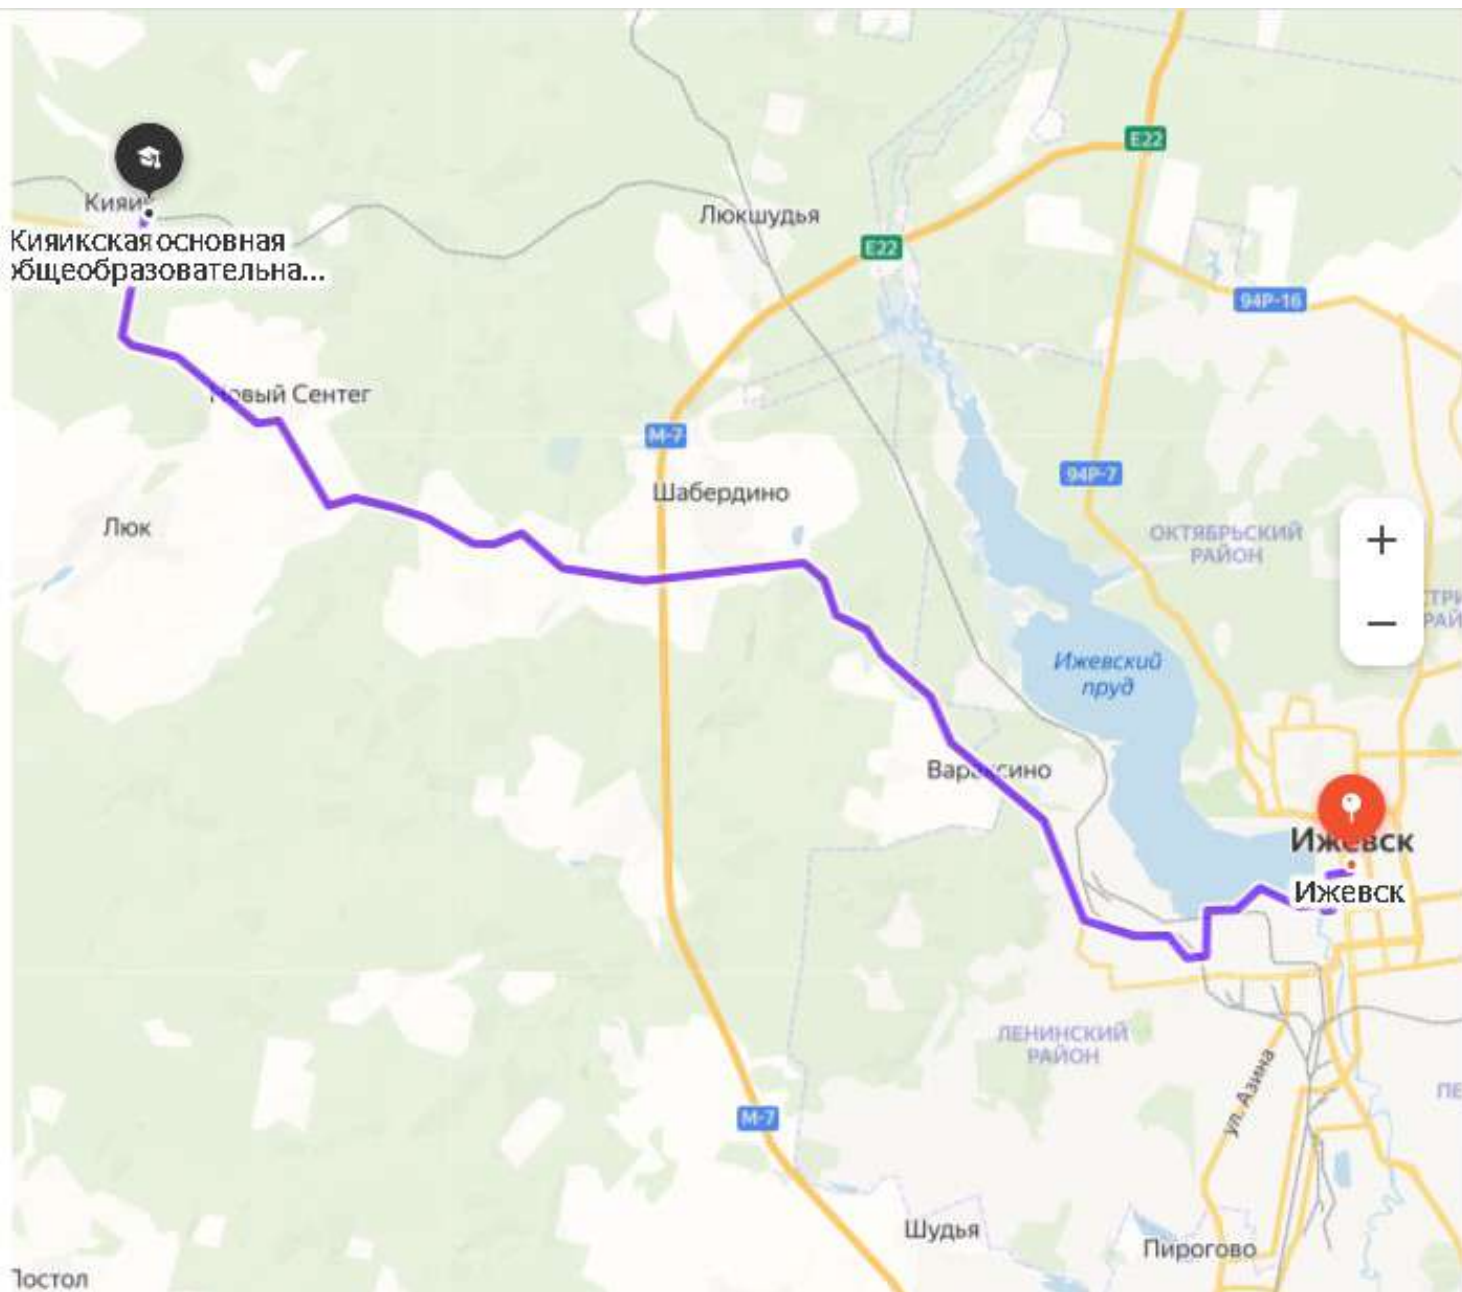 E22
Люкшудья
E22
94Р-16
Кияикская основная
общеобразовательна...
Новый Сентег
М-7
94Р-7
Шабердино
Люк
ОКТЯБРЬСКИЙ
РАЙОН
+
−
Ижевский
пруд
Вараксино
Ижевск
Ижевск
ЛЕНИНСКИЙ
РАЙОН
ул. Азина
М-7
Шудья
Пирогово